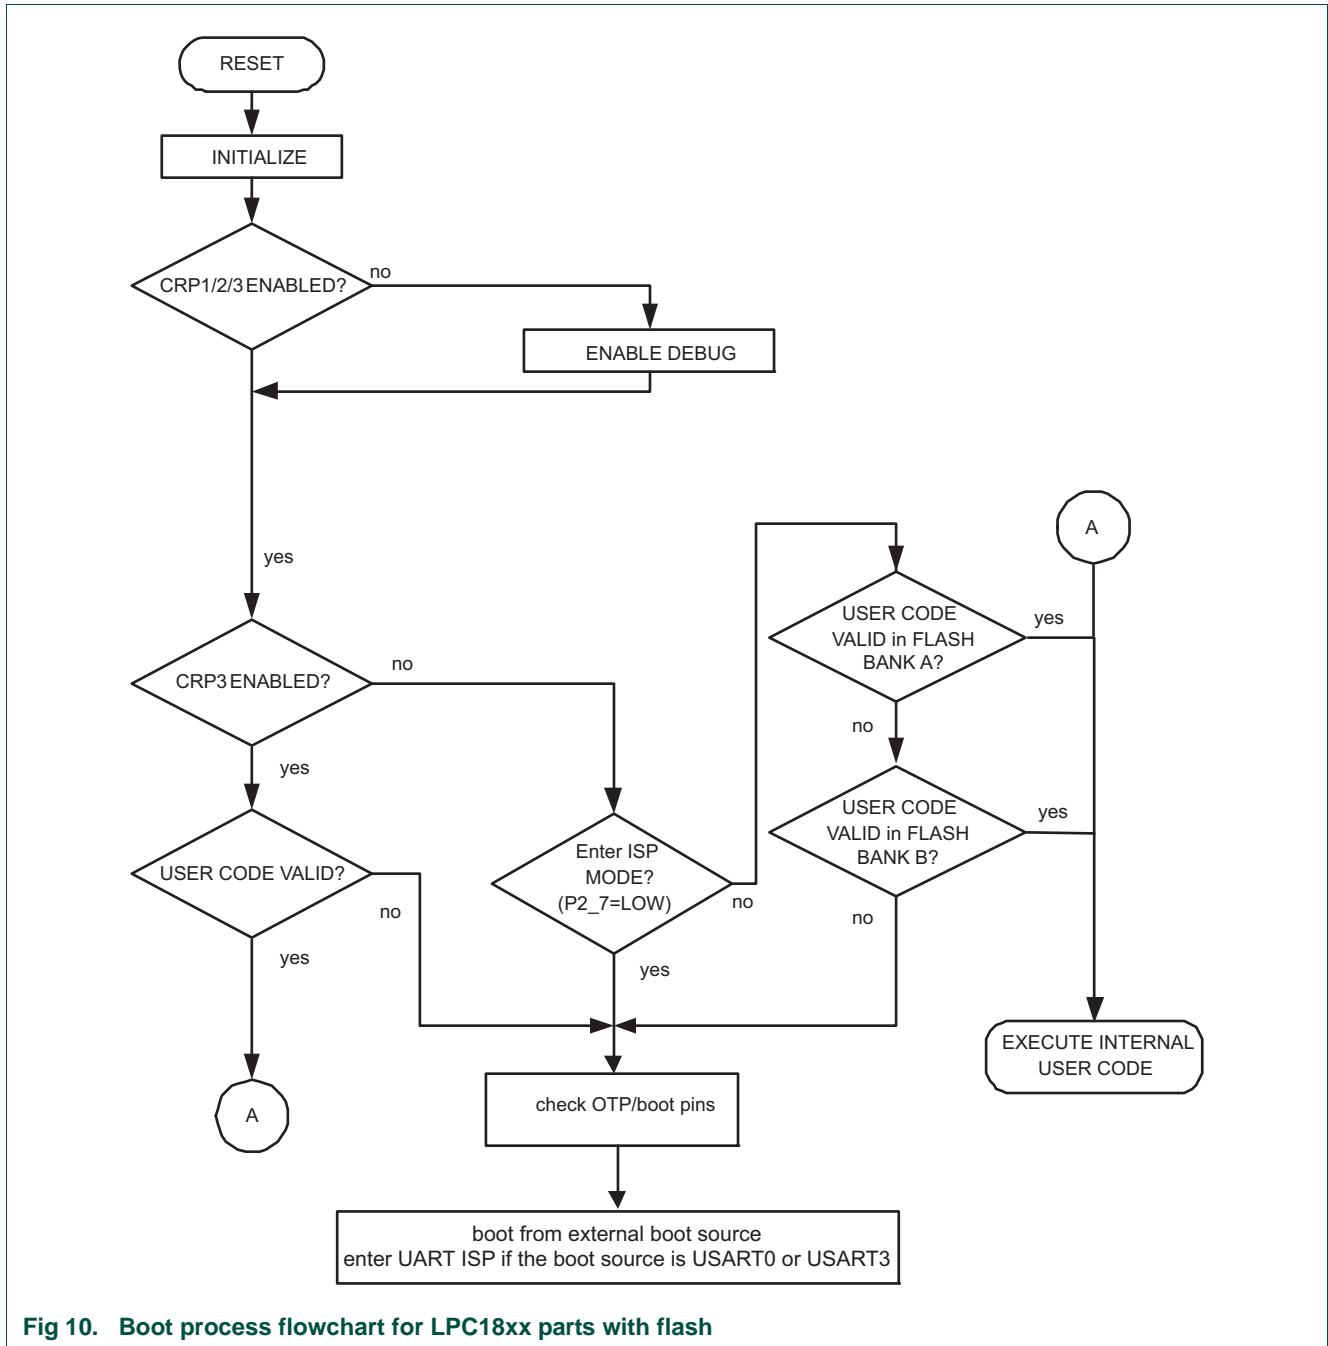 RESET
INITIALIZE
CRP1/2/3 ENABLED?
no
ENABLE DEBUG
yes
CRP3 ENABLED?
no
yes
USER CODE VALID?
no
yes
A
Enter ISP
MODE?
(P2_7=LOW)
no
yes
USER CODE
VALID in FLASH
BANK A?
yes
no
USER CODE
VALID in FLASH
BANK B?
yes
no
A
EXECUTE INTERNAL
USER CODE
check OTP/boot pins
boot from external boot source
enter UART ISP if the boot source is USART0 or USART3
Fig 10. Boot process flowchart for LPC18xx parts with flash